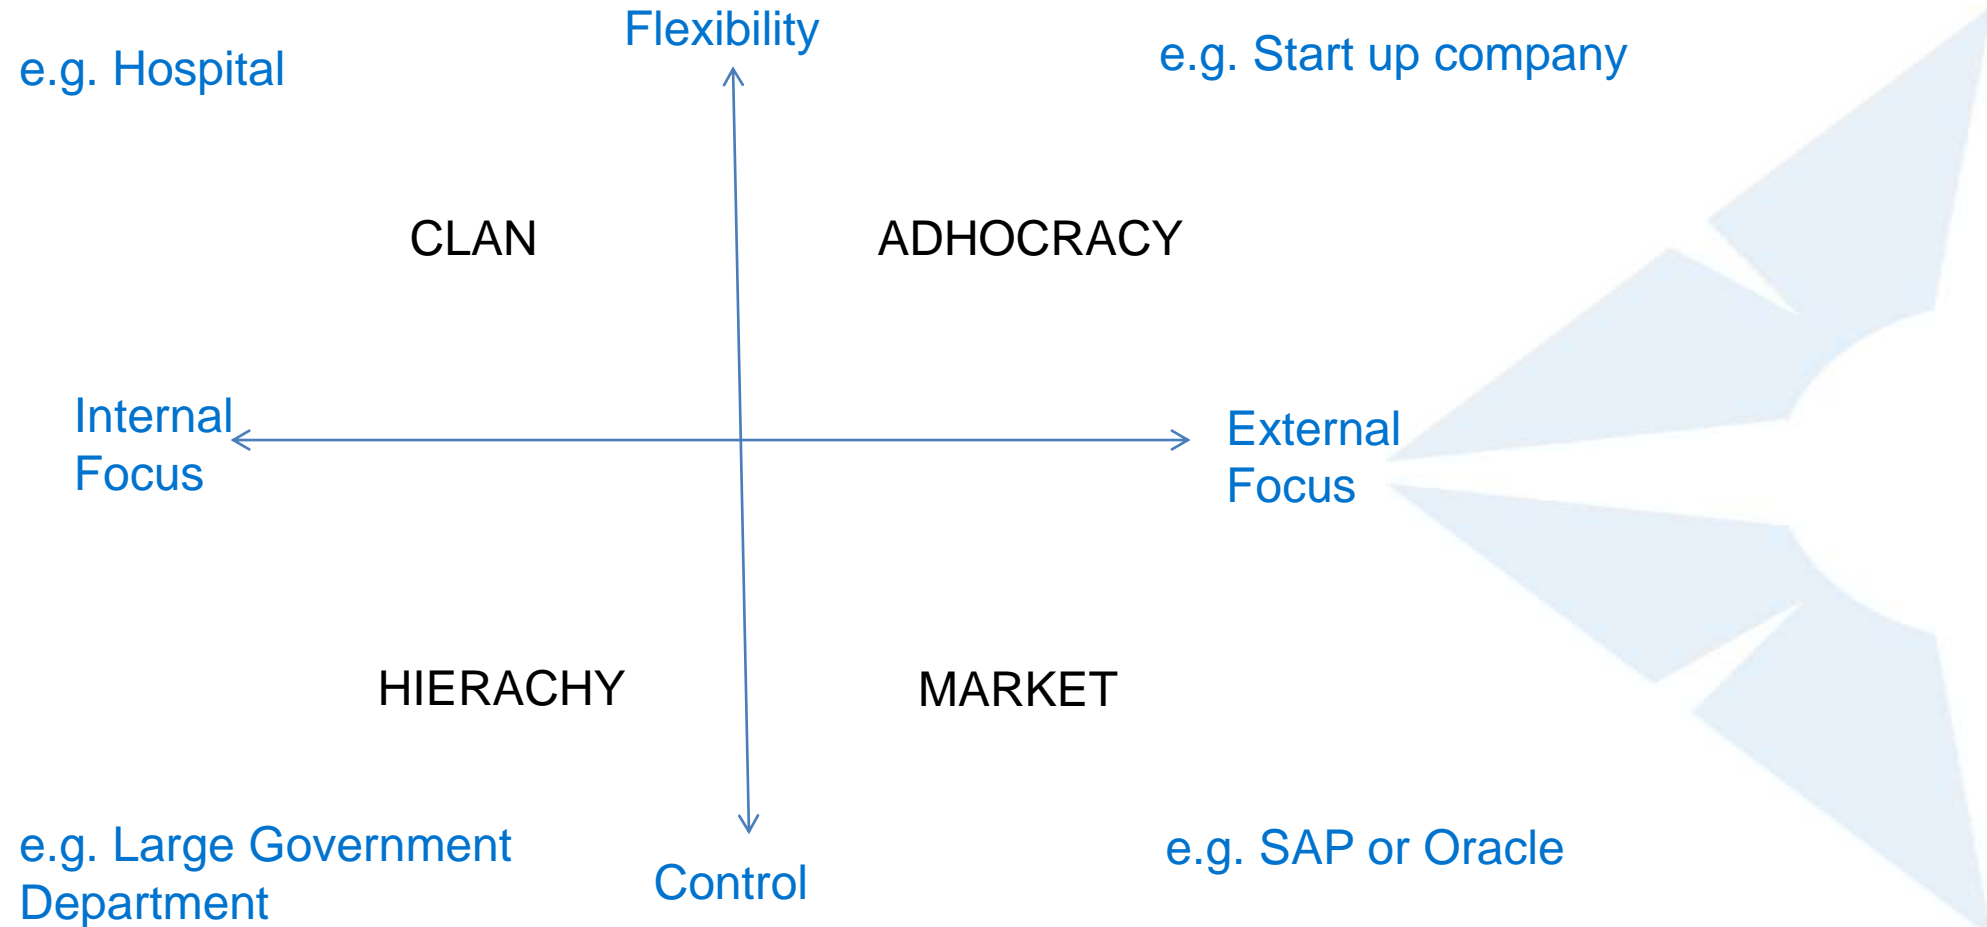 Flexibility
e.g. Hospital
e.g. Start up company
CLAN
ADHOCRACY
Internal
Focus
External
Focus
HIERACHY
MARKET
e.g. Large Government
Department
Control
e.g. SAP or Oracle